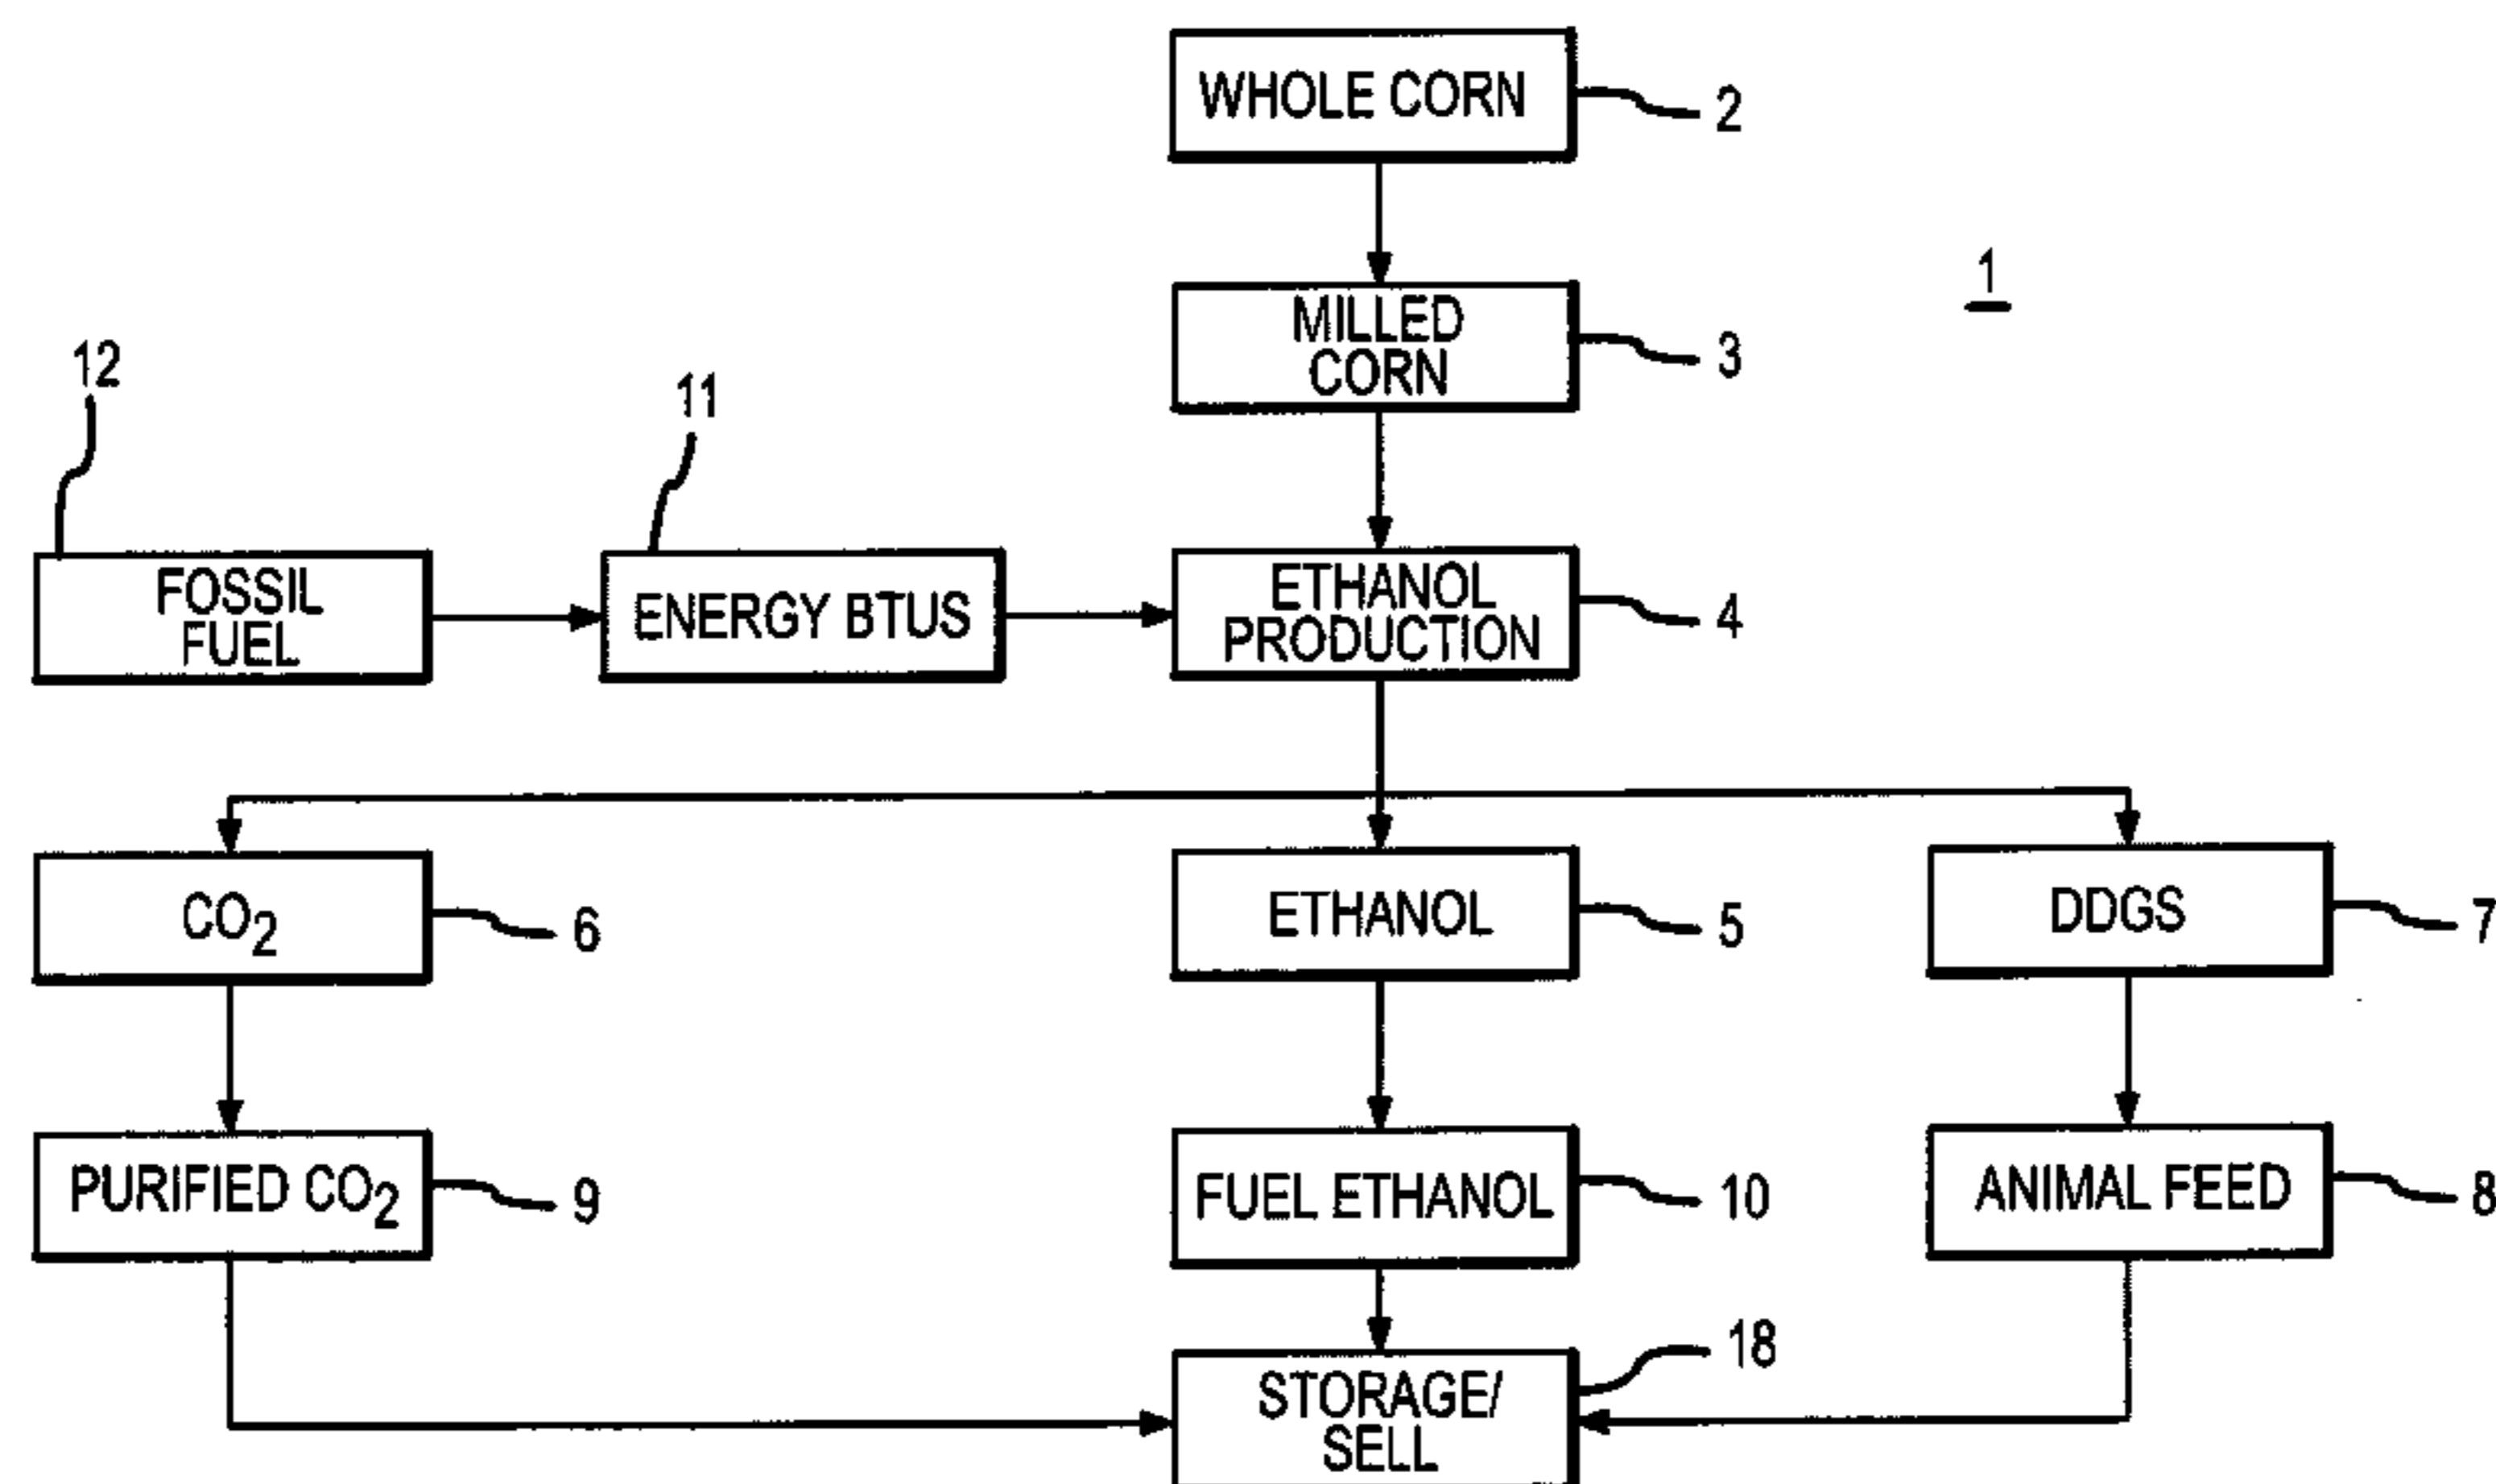 WHOLE CORN
2
1
MILLED
CORN
3
12
11
FOSSIL
FUEL
ENERGY BTUS
ETHANOL
PRODUCTION
4
CO2
6
ETHANOL
5
DDGS
7
PURIFIED CO2
9
FUEL ETHANOL
10
ANIMAL FEED
8
STORAGE/
SELL
18